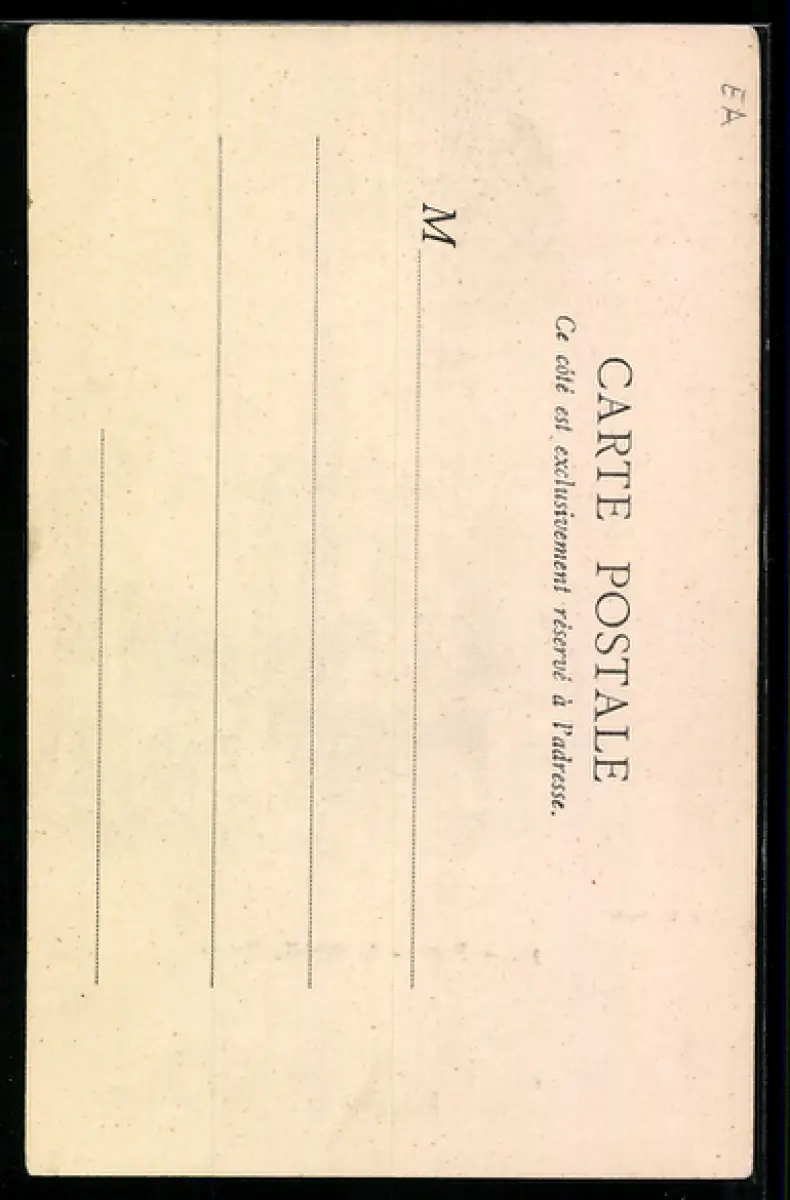 EA
CARTE POSTALE
Ce côté est exclusivement réservé à l'adresse.
M